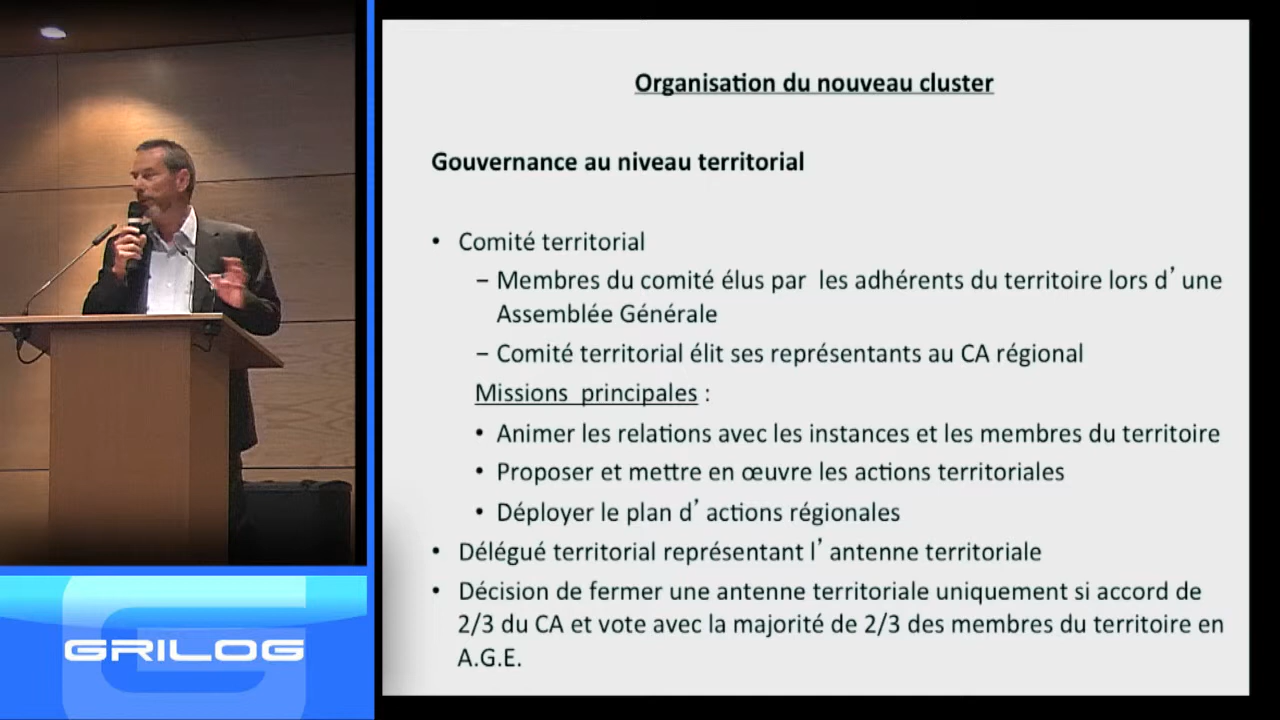 Organisation du nouveau cluster
Gouvernance au niveau territorial
• Comité territorial
– Membres du comité élus par les adhérents du territoire lors d’ une
Assemblée Générale
– Comité territorial élit ses représentants au CA régional
Missions principales :
• Animer les relations avec les instances et les membres du territoire
• Proposer et mettre en œuvre les actions territoriales
• Déployer le plan d’ actions régionales
• Délégué territorial représentant l’ antenne territoriale
• Décision de fermer une antenne territoriale uniquement si accord de
2/3 du CA et vote avec la majorité de 2/3 des membres du territoire en
A.G.E.
GRILOG